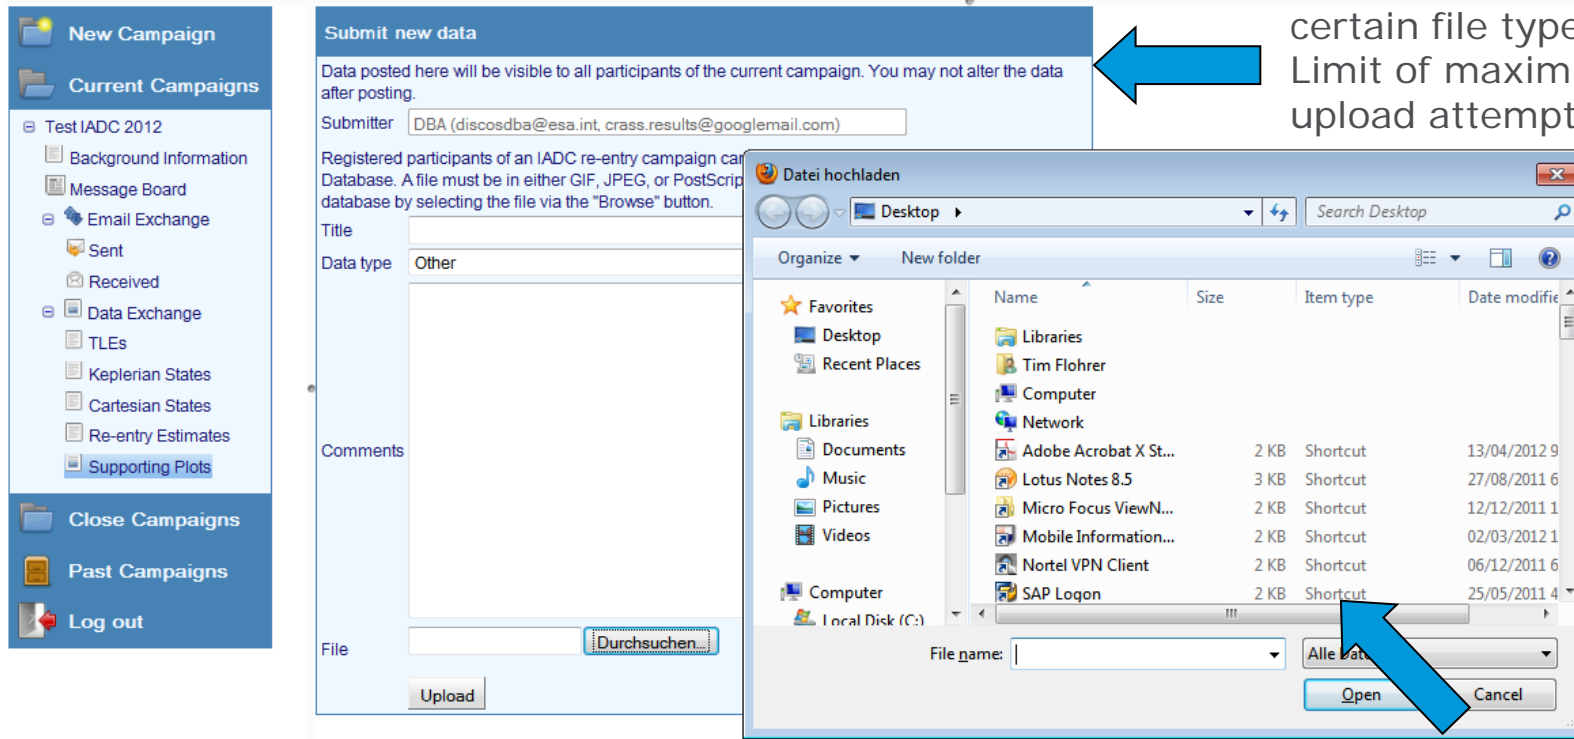 New Campaign
Current Campaigns
Test IADC 2012
Background Information
Message Board
Email Exchange
Sent
Received
Data Exchange
TLEs
Keplerian States
Cartesian States
Re-entry Estimates
Supporting Plots
Close Campaigns
Past Campaigns
Log out
Submit new data
Data posted here will be visible to all participants of the current campaign. You may not alter the data
after posting.
Submitter DBA (discosdba@esa.int, crass.results@googlemail.com)
Registered participants of an IADC re-entry campaign can
Database. A file must be in either GIF, JPEG, or PostScrip
database by selecting the file via the "Browse" button.
Title
Data type Other
Comments
File Durchsuchen...
Upload
certain file type
Limit of maxim
upload attempt
Datei hochladen
Desktop
Search Desktop
Organize New folder
Favorites
Desktop
Recent Places
Libraries
Documents
Music
Pictures
Videos
Computer
Local Disk (C:)
Name Size Item type Date modifie
Libraries
Tim Flohrer
Computer
Network
Adobe Acrobat X St... 2 KB Shortcut 13/04/2012 9
Lotus Notes 8.5 3 KB Shortcut 27/08/2011 6
Micro Focus ViewN... 2 KB Shortcut 12/12/2011 1
Mobile Information... 2 KB Shortcut 02/03/2012 1
Nortel VPN Client 2 KB Shortcut 06/12/2011 6
SAP Logon 2 KB Shortcut 25/05/2011 4
File name: Alle Dat
Open Cancel